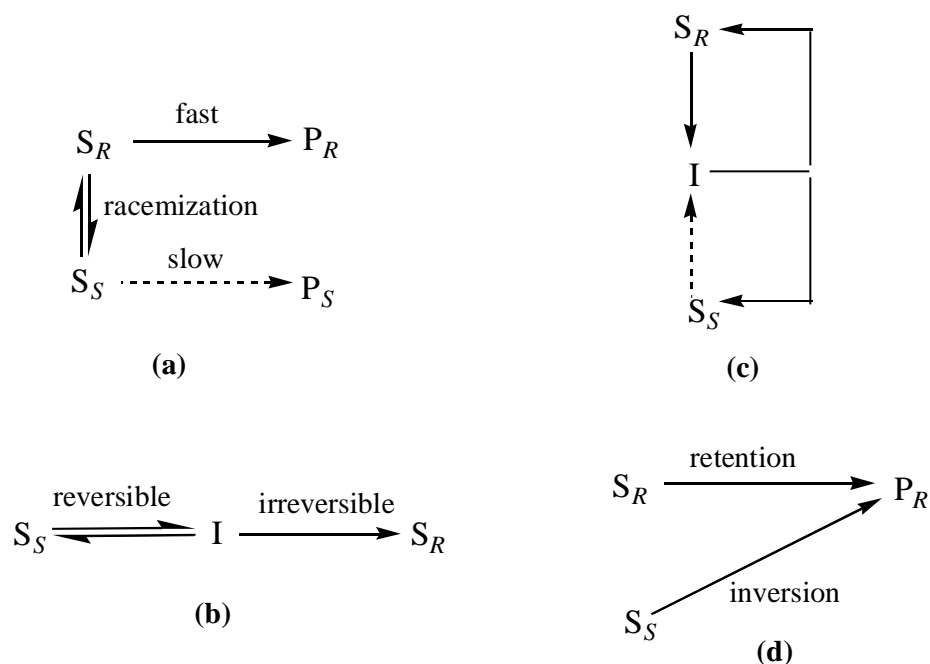 fast
S_R
P_R
racemization
slow
S_S
P_S
(a)
S_R
I
S_S
(c)
reversible
irreversible
S_S
I
S_R
(b)
retention
S_R
P_R
inversion
S_S
(d)